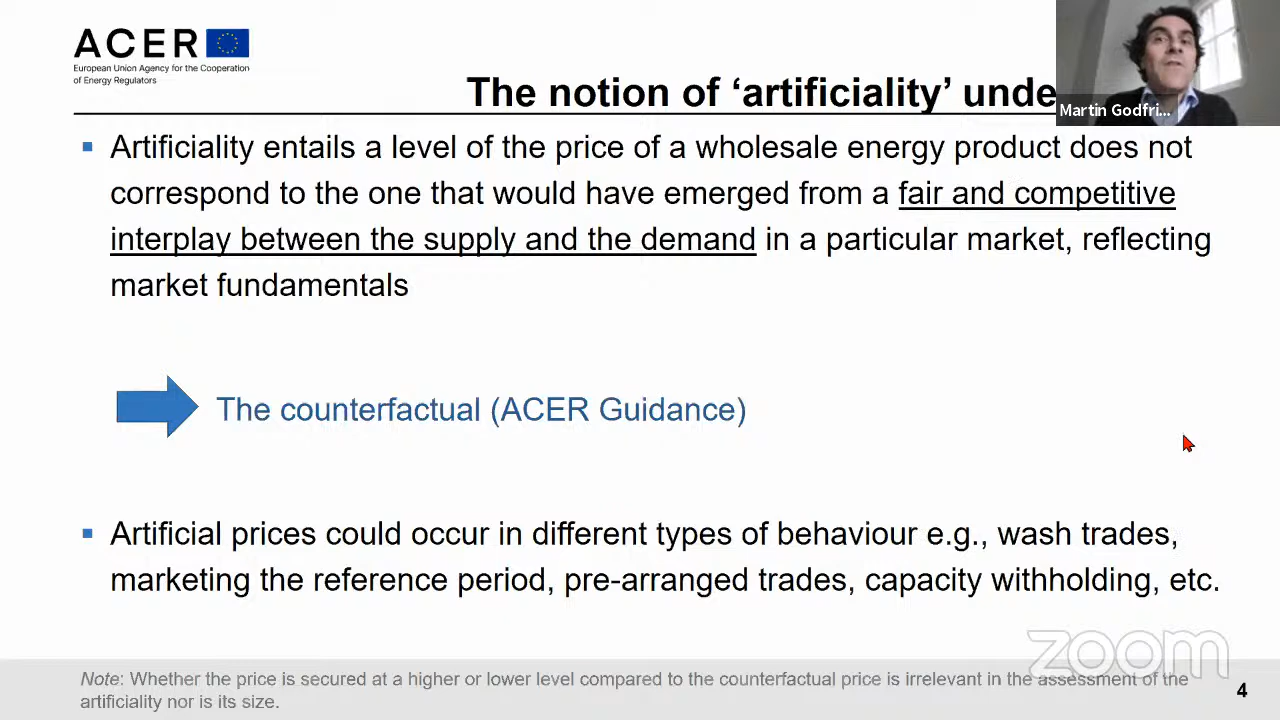 ACER
European Union Agency for the Cooperation
of Energy Regulators
The notion of ‘artificiality’ unde
Martin Godfri...
▪ Artificiality entails a level of the price of a wholesale energy product does not
correspond to the one that would have emerged from a fair and competitive
interplay between the supply and the demand in a particular market, reflecting
market fundamentals
The counterfactual (ACER Guidance)
▪ Artificial prices could occur in different types of behaviour e.g., wash trades,
marketing the reference period, pre-arranged trades, capacity withholding, etc.
zoom
Note: Whether the price is secured at a higher or lower level compared to the counterfactual price is irrelevant in the assessment of the
artificiality nor is its size.
4